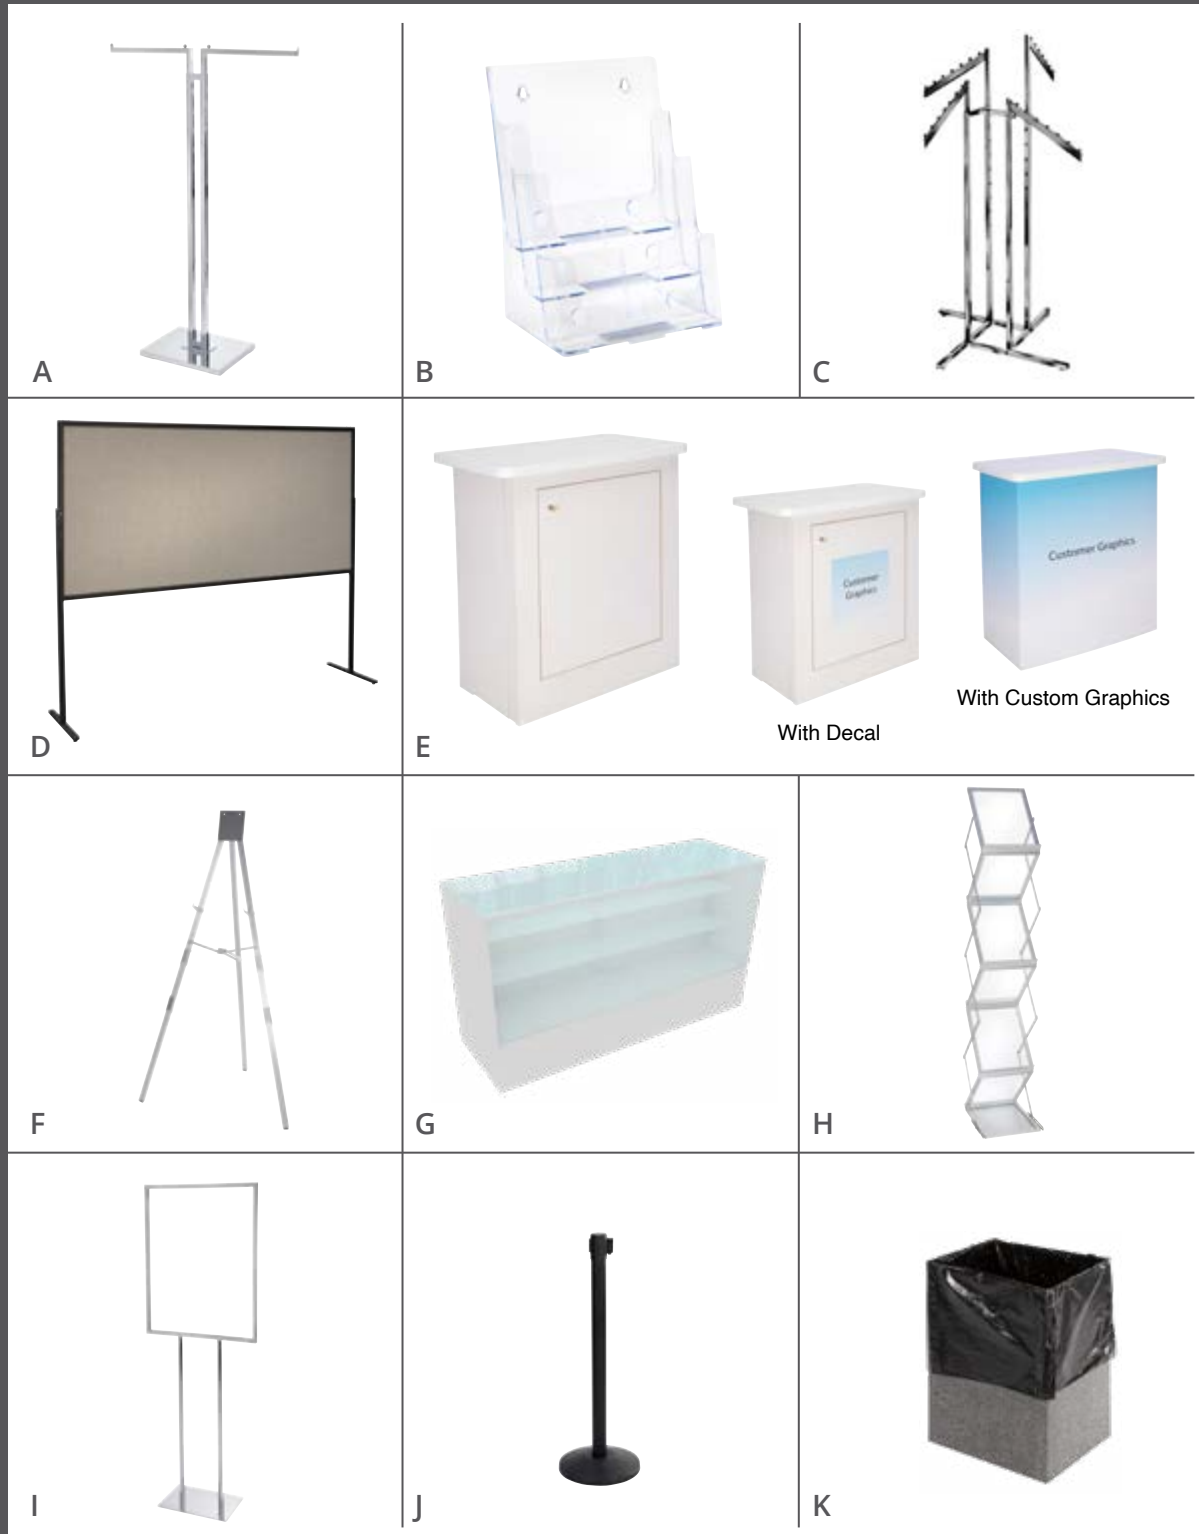 A
B
C
D
Customer
Graphics
Customer Graphics
With Custom Graphics
With Decal
E
F
G
H
I
J
K